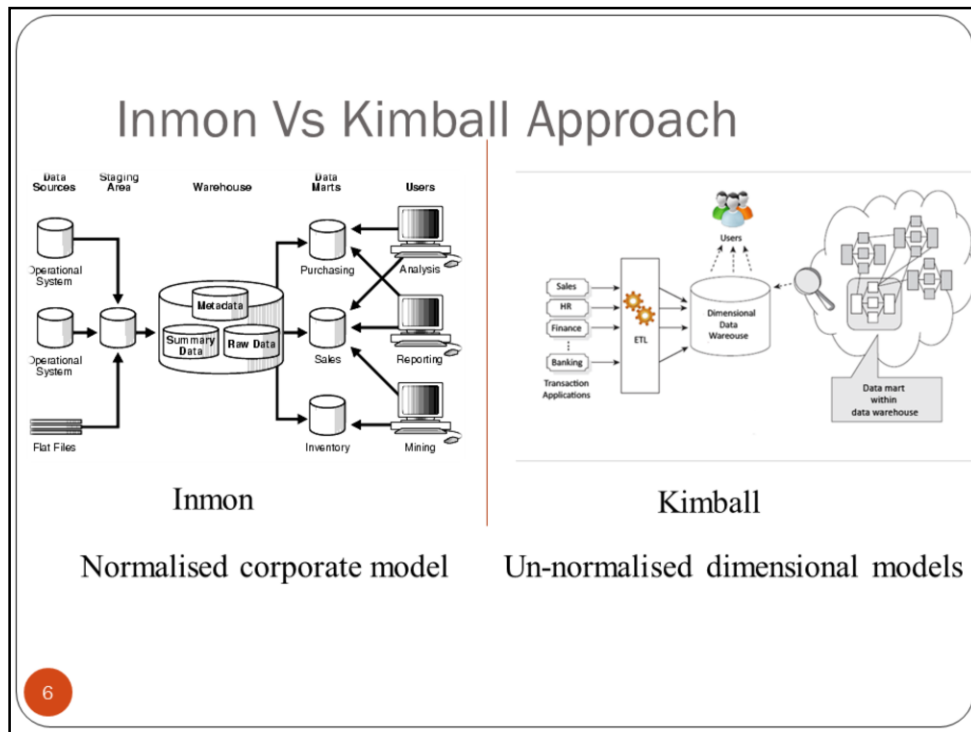 Inmon Vs Kimball Approach
Data Sources
Staging Area
Warehouse
Data Marts
Users
Operational System
Operational System
Flat Files
Metadata
Summary Data
Raw Data
Purchasing
Sales
Inventory
Analysis
Reporting
Mining
Users
Sales
HR
Finance
Banking
Transaction Applications
ETL
Dimensional
Data
Warouse
Data mart
within
data warehouse
Inmon
Kimball
Normalised corporate model
Un-normalised dimensional models
6